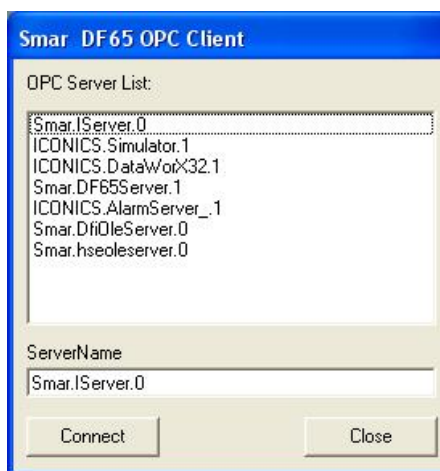 Smar DF65 OPC Client
OPC Server List:
Smar.IServer.0
ICONICS.Simulator.1
ICONICS.DataWorX32.1
Smar.DF65Server.1
ICONICS.AlarmServer_.1
Smar.DfiOleServer.0
Smar.hseoleserver.0
ServerName
Smar.IServer.0
Connect Close